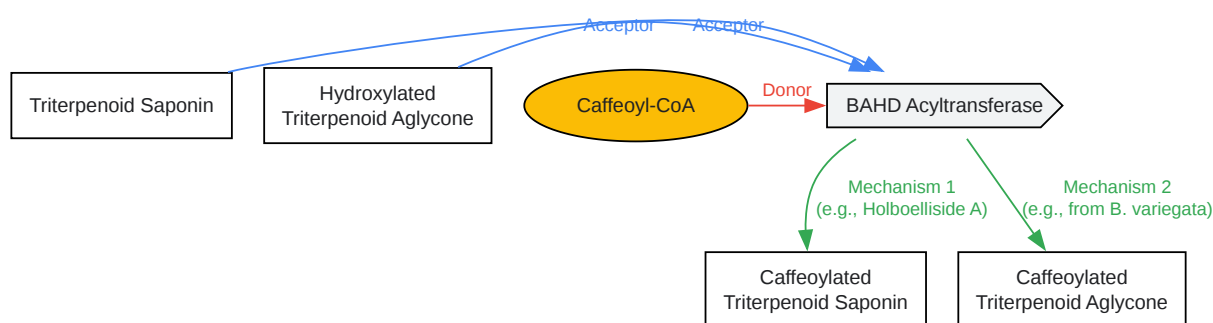 Acceptor
Acceptor
Triterpenoid Saponin
Hydroxylated
Triterpenoid Aglycone
Caffeoyl-CoA
Donor
BAHD Acyltransferase
Mechanism 1
(e.g., Holboelliside A)
Mechanism 2
(e.g., from B. variegata)
Caffeoylated
Triterpenoid Saponin
Caffeoylated
Triterpenoid Aglycone